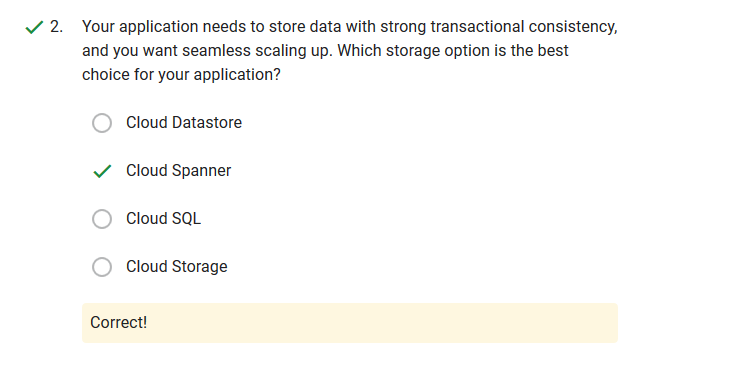 2. Your application needs to store data with strong transactional consistency,
and you want seamless scaling up. Which storage option is the best
choice for your application?
Cloud Datastore
Cloud Spanner
Cloud SQL
Cloud Storage
Correct!